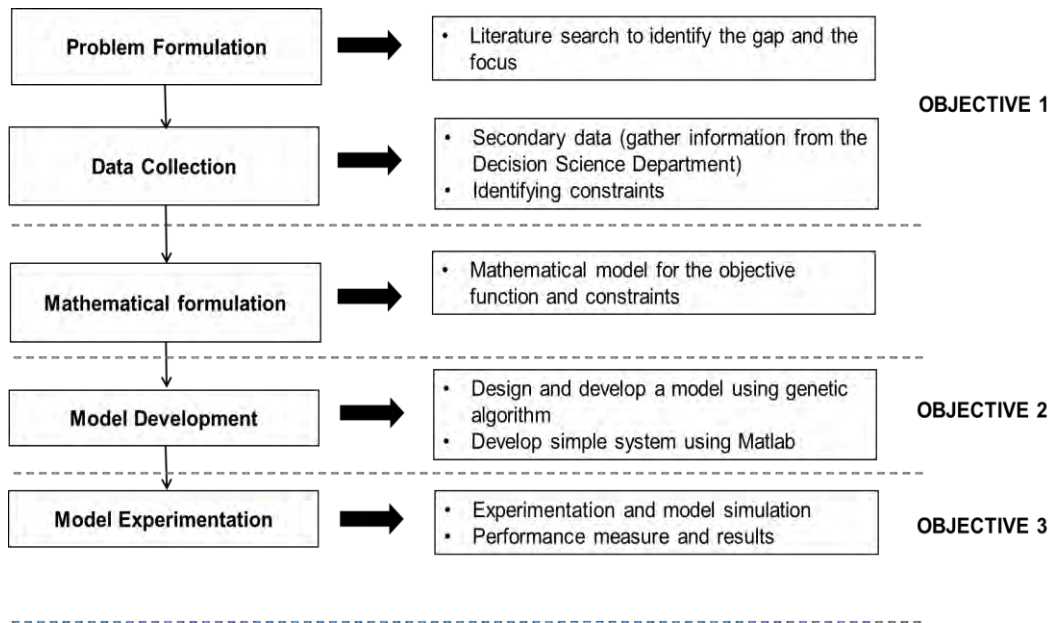 Problem Formulation
• Literature search to identify the gap and the
focus
OBJECTIVE 1
Data Collection
• Secondary data (gather information from the
Decision Science Department)
• Identifying constraints
Mathematical formulation
• Mathematical model for the objective
function and constraints
Model Development
• Design and develop a model using genetic
algorithm
• Develop simple system using Matlab
OBJECTIVE 2
Model Experimentation
• Experimentation and model simulation
• Performance measure and results
OBJECTIVE 3